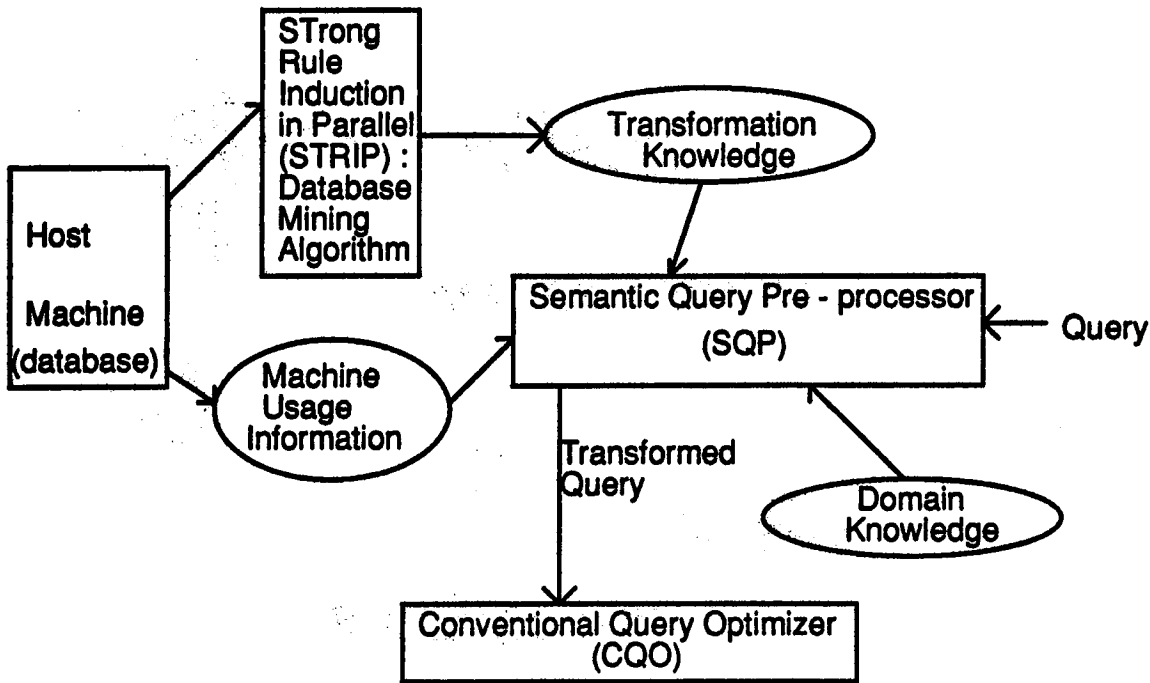 STrong
Rule
Induction
in Parallel
(STRIP) :
Database
Mining
Algorithm
Transformation
Knowledge
Host
Machine
(database)
Semantic Query Pre - processor
(SQP)
Query
Machine
Usage
Information
Transformed
Query
Domain
Knowledge
Conventional Query Optimizer
(CQO)